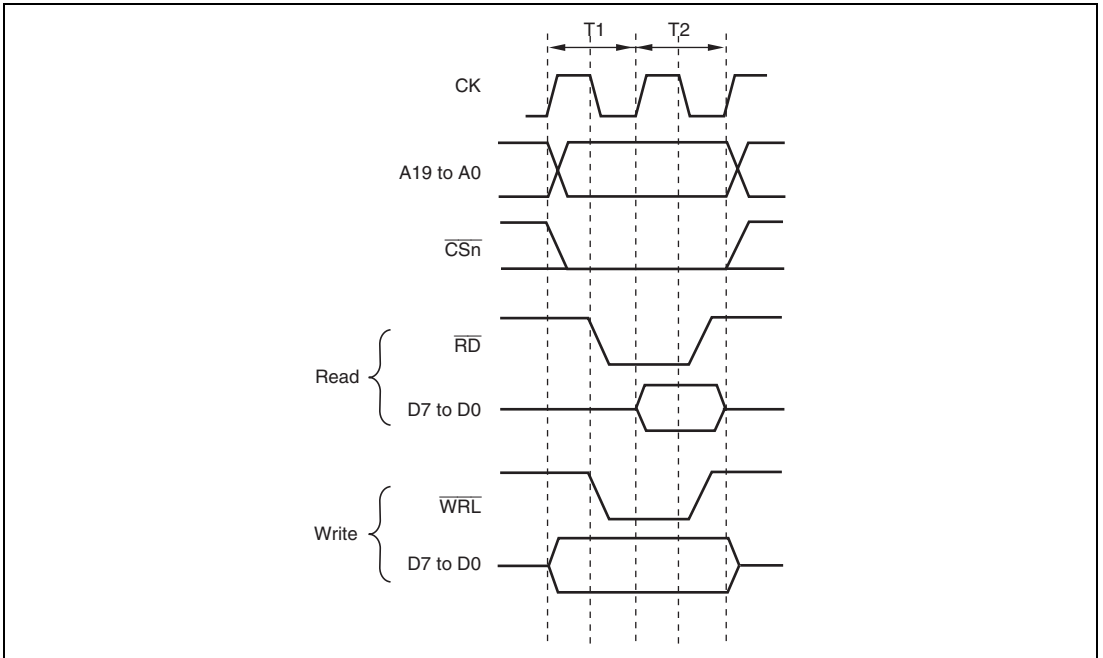 T1 T2
CK
A19 to A0
CSn
RD
Read
D7 to D0
WRL
Write
D7 to D0